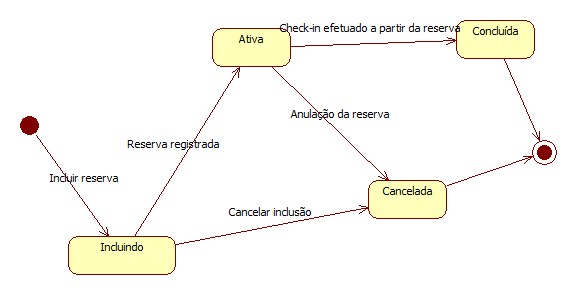 Check-in efetuado a partir da reserva
Concluída
Ativa
Anulação da reserva
Reserva registrada
Incluir reserva
Cancelada
Cancelar inclusão
Incluindo